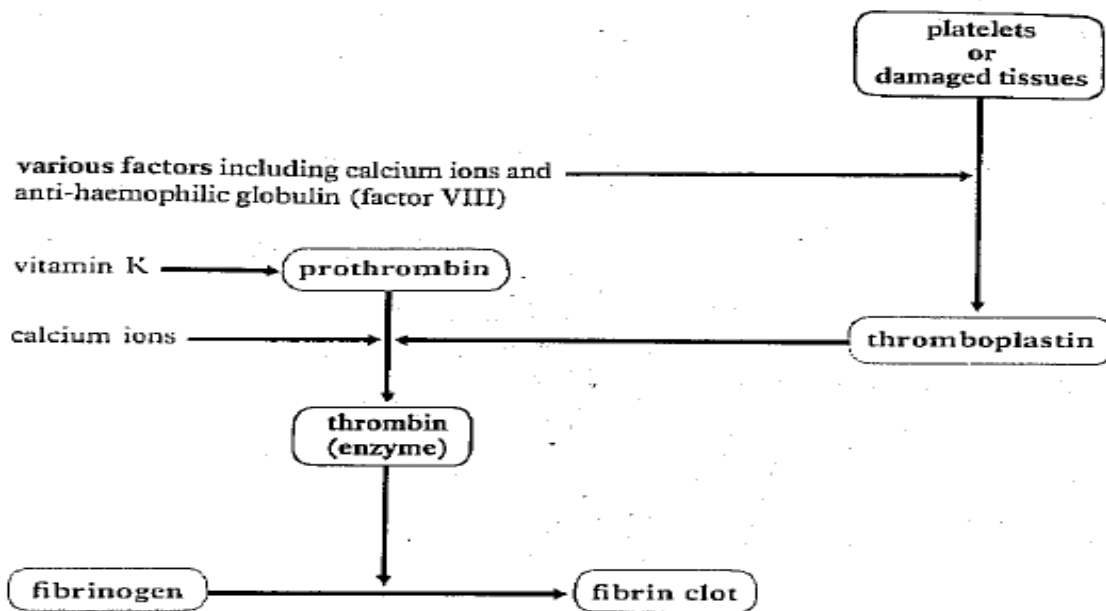 platelets
or
damaged tissues
various factors including calcium ions and
anti-haemophilic globulin (factor VIII)
vitamin K
prothrombin
calcium ions
thromboplastin
thrombin
(enzyme)
fibrinogen
fibrin clot